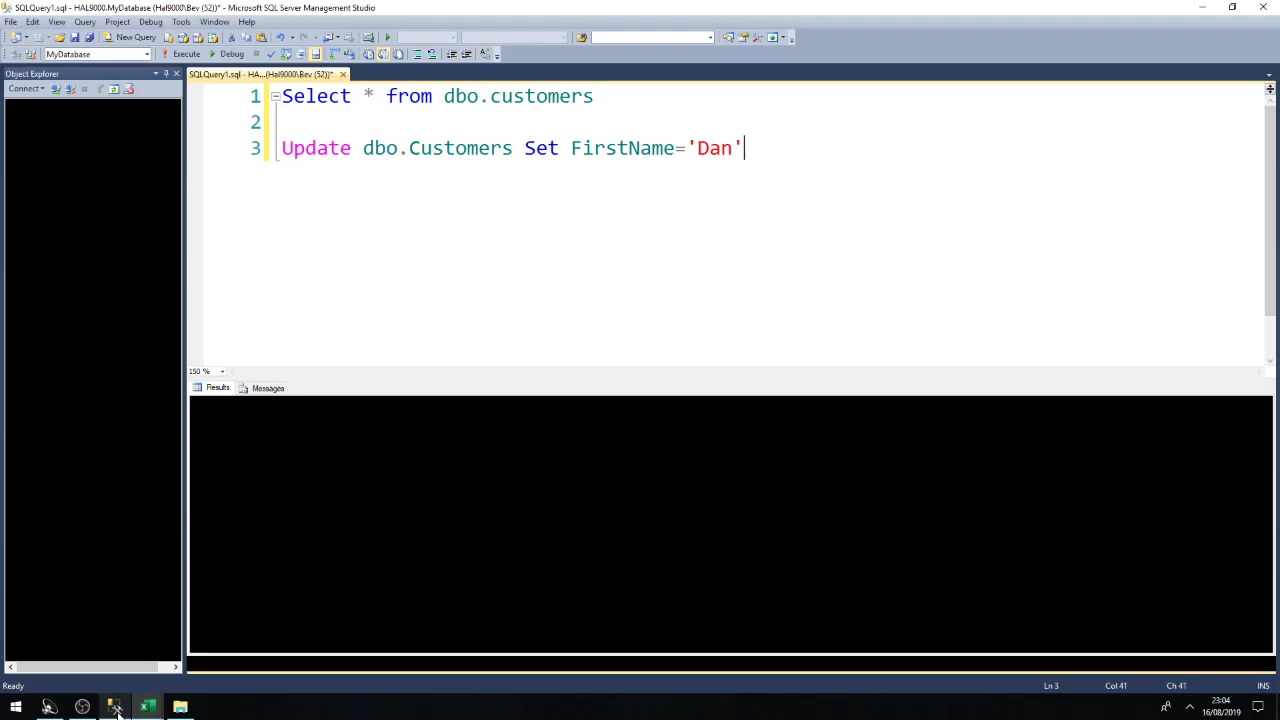 SQLQuery1.sql - HAL9000.MyDatabase (Hal9000\Bev (52))* - Microsoft SQL Server Management Studio
File Edit View Query Project Debug Tools Window Help
New Query
MyDatabase Execute Debug
Object Explorer
SQLQuery1.sql - HA...(Hal9000\Bev (52))*
Connect
1 Select * from dbo.customers
2
3 Update dbo.Customers Set FirstName='Dan'
150 %
Results Messages
Ready Ln 3 Col 41 Ch 41 INS
23:04
16/08/2019